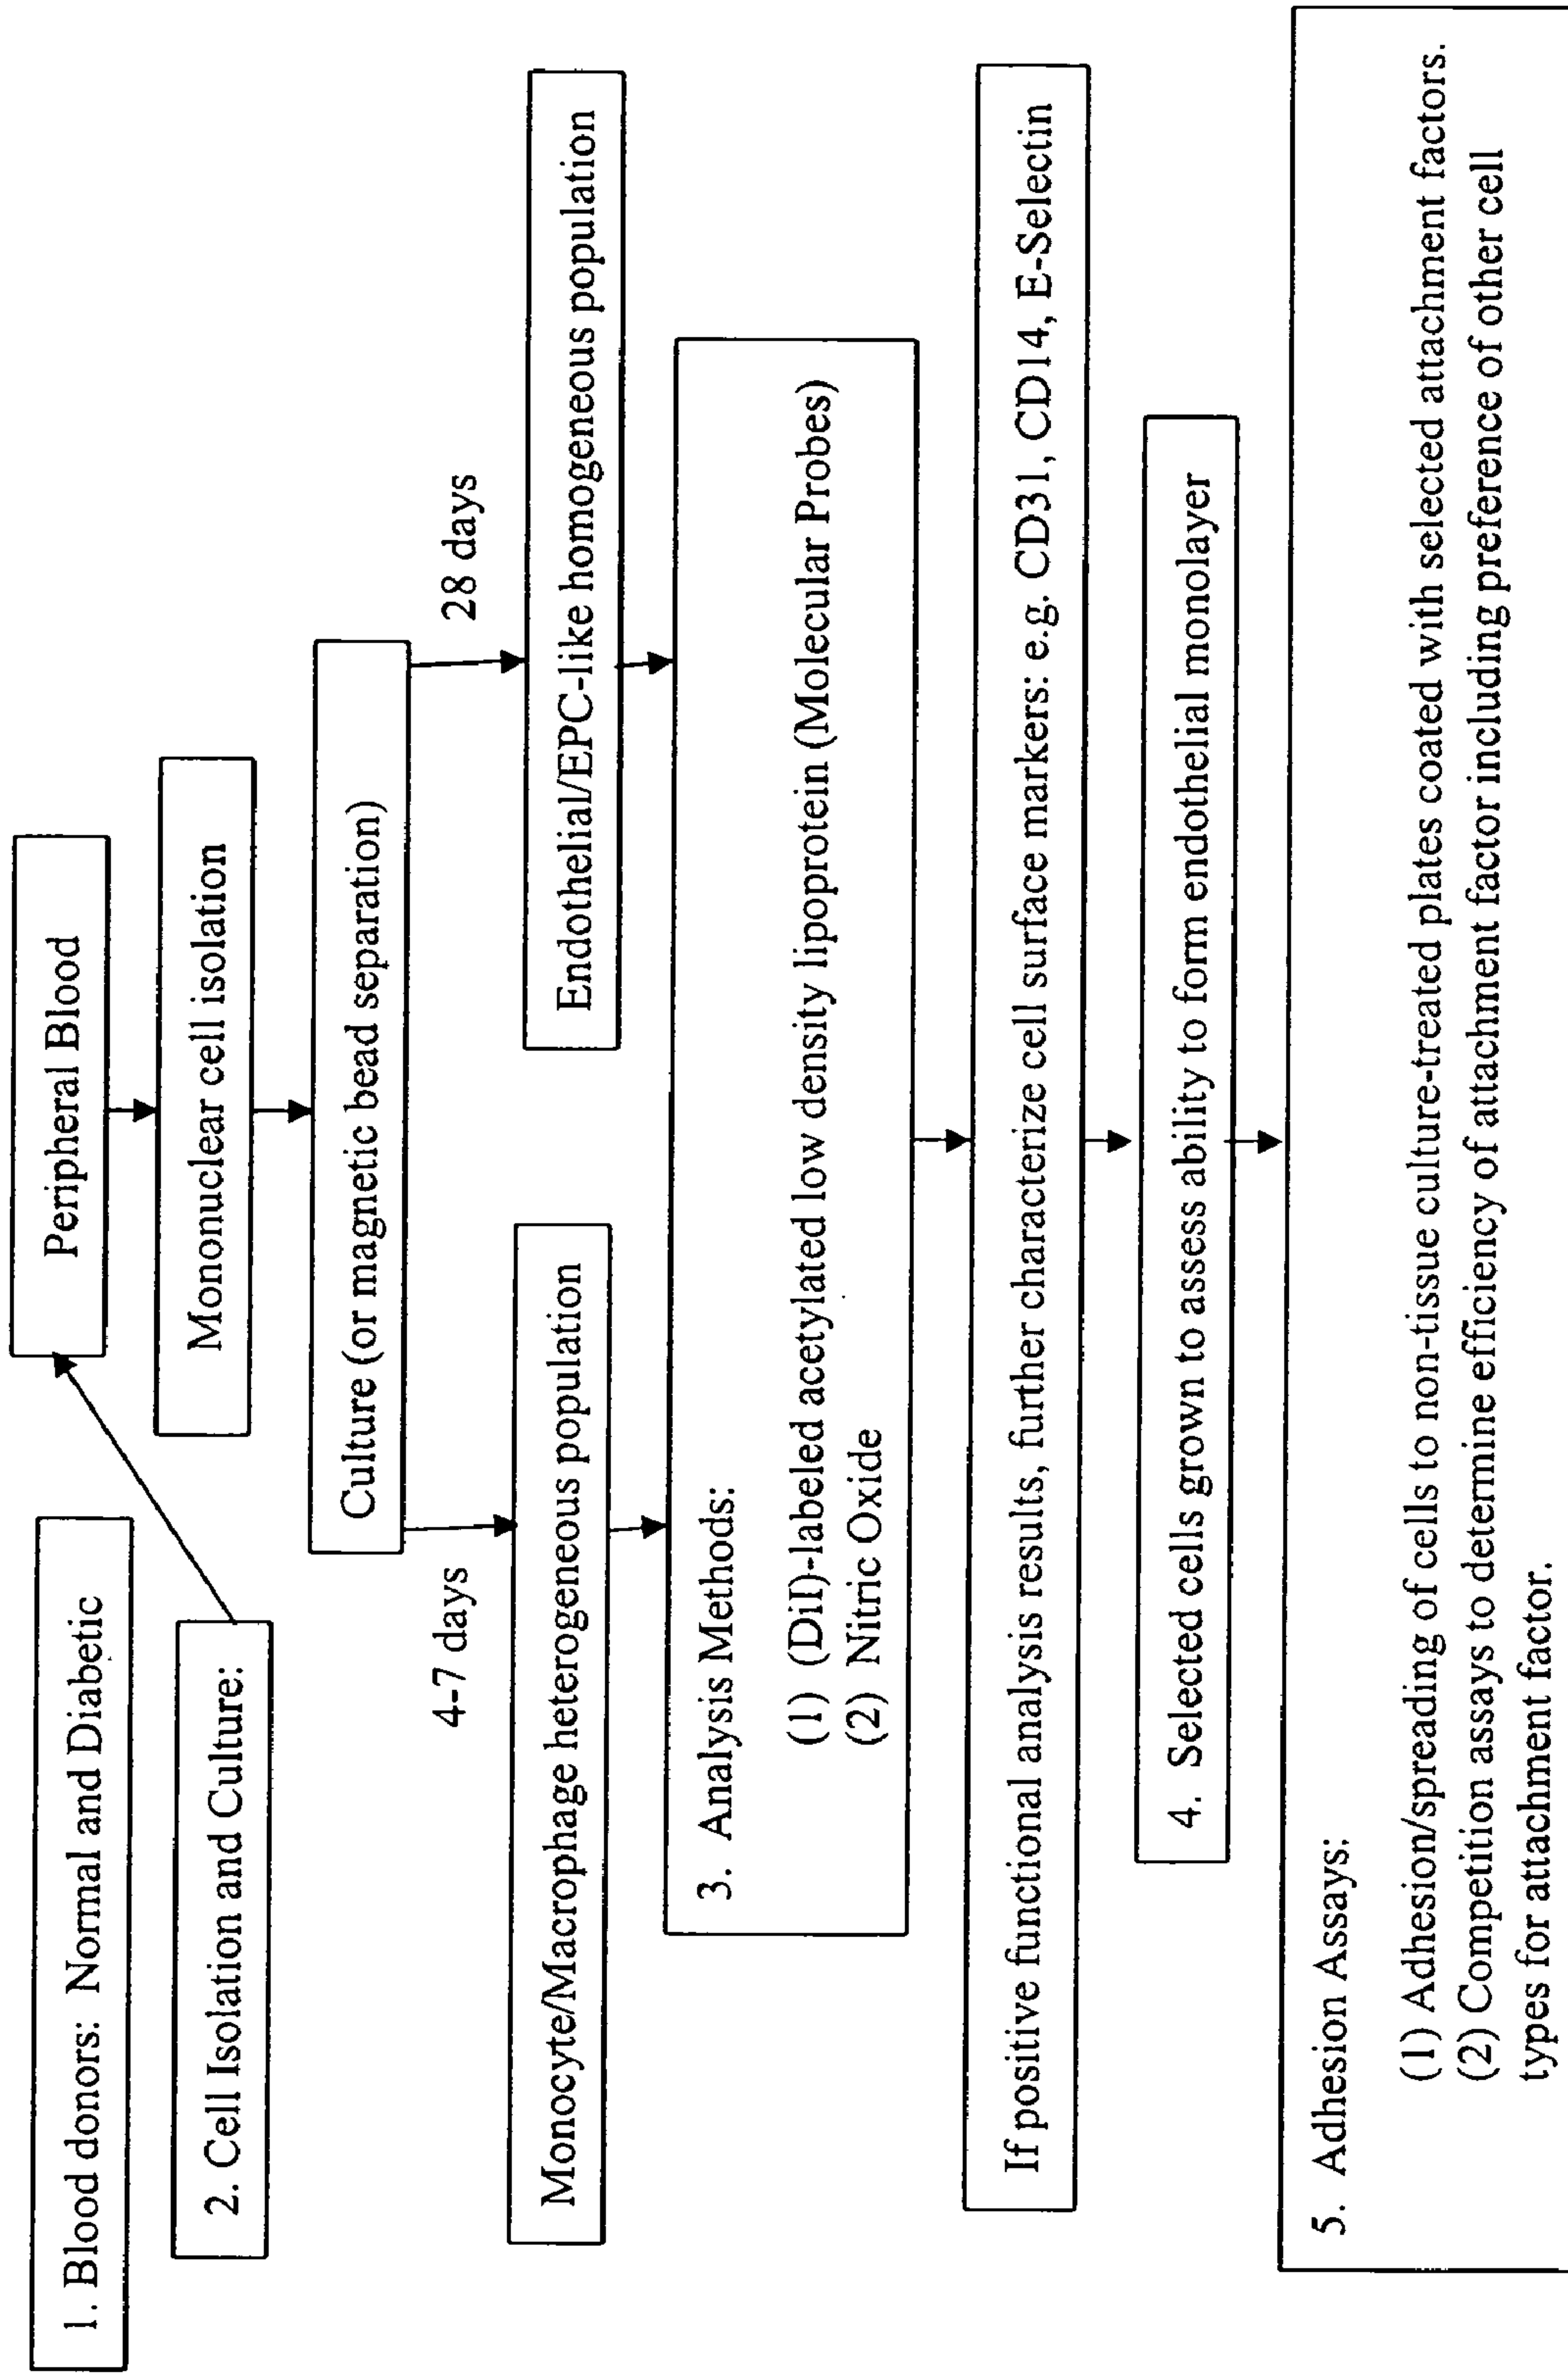 1. Blood donors: Normal and Diabetic
2. Cell Isolation and Culture:
Peripheral Blood
Mononuclear cell isolation
Culture (or magnetic bead separation)
4-7 days
28 days
Monocyte/Macrophage heterogeneous population
Endothelial/EPC-like homogeneous population
3. Analysis Methods:
(1) (DiI)-labeled acetylated low density lipoprotein (Molecular Probes)
(2) Nitric Oxide
If positive functional analysis results, further characterize cell surface markers: e.g. CD31, CD14, E-Selectin
4. Selected cells grown to assess ability to form endothelial monolayer
5. Adhesion Assays:
(1) Adhesion/spreading of cells to non-tissue culture-treated plates coated with selected attachment factors.
(2) Competition assays to determine efficiency of attachment factor including preference of other cell
types for attachment factor.